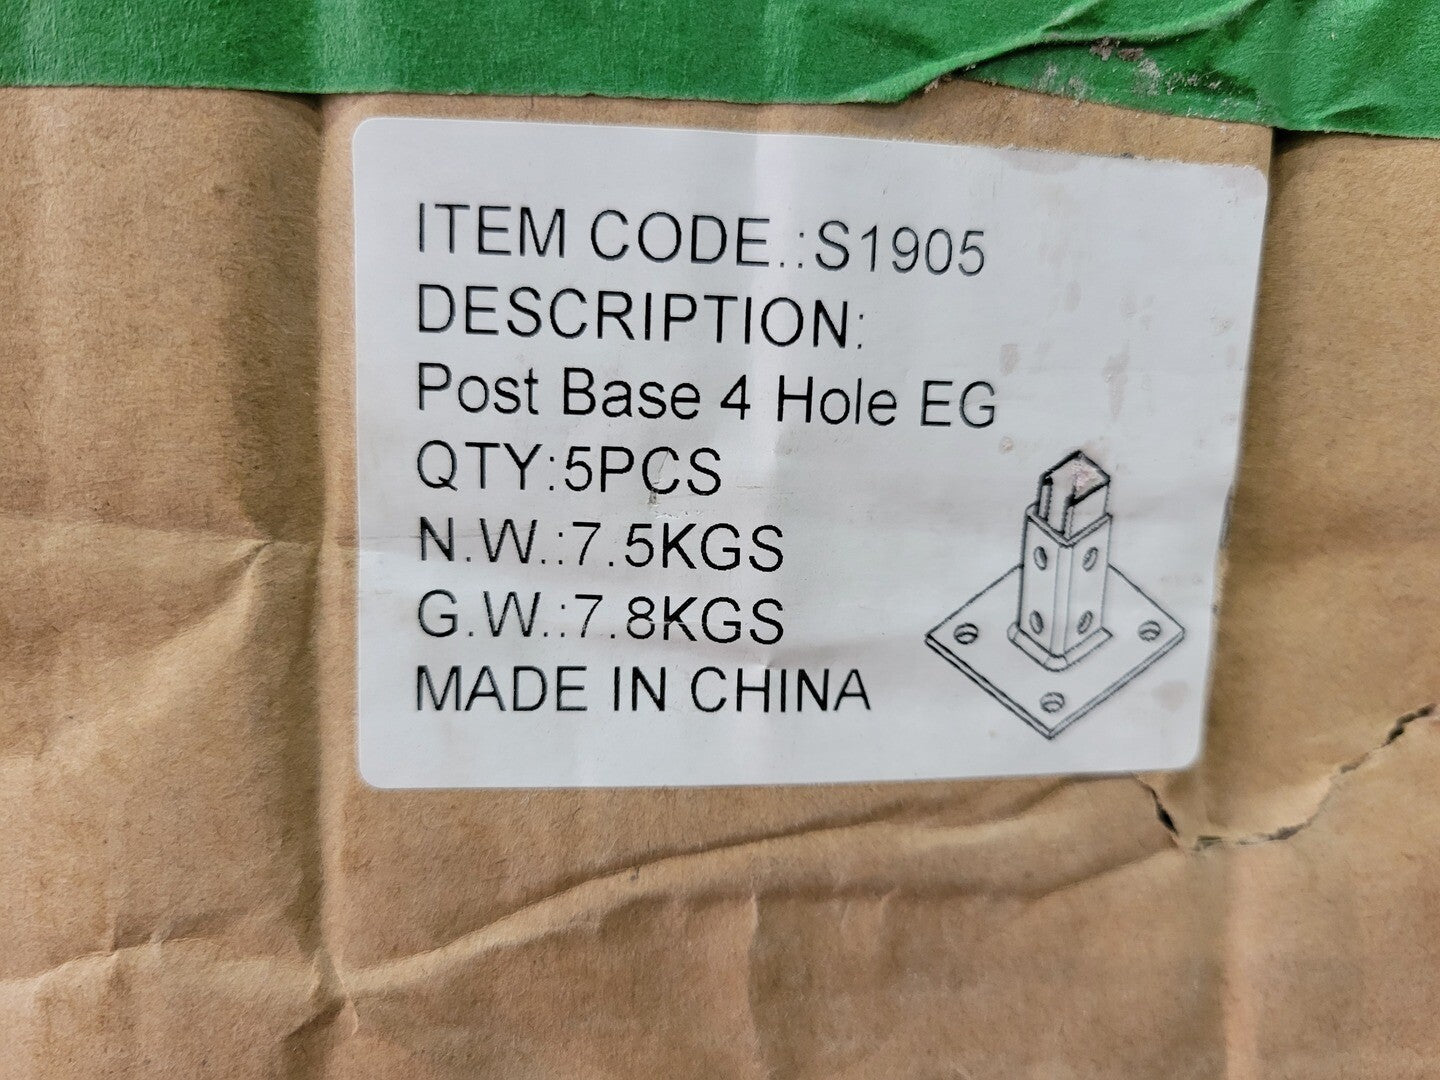 ITEM CODE.:S1905
DESCRIPTION:
Post Base 4 Hole EG
QTY:5PCS
N.W.:7.5KGS
G.W.:7.8KGS
MADE IN CHINA